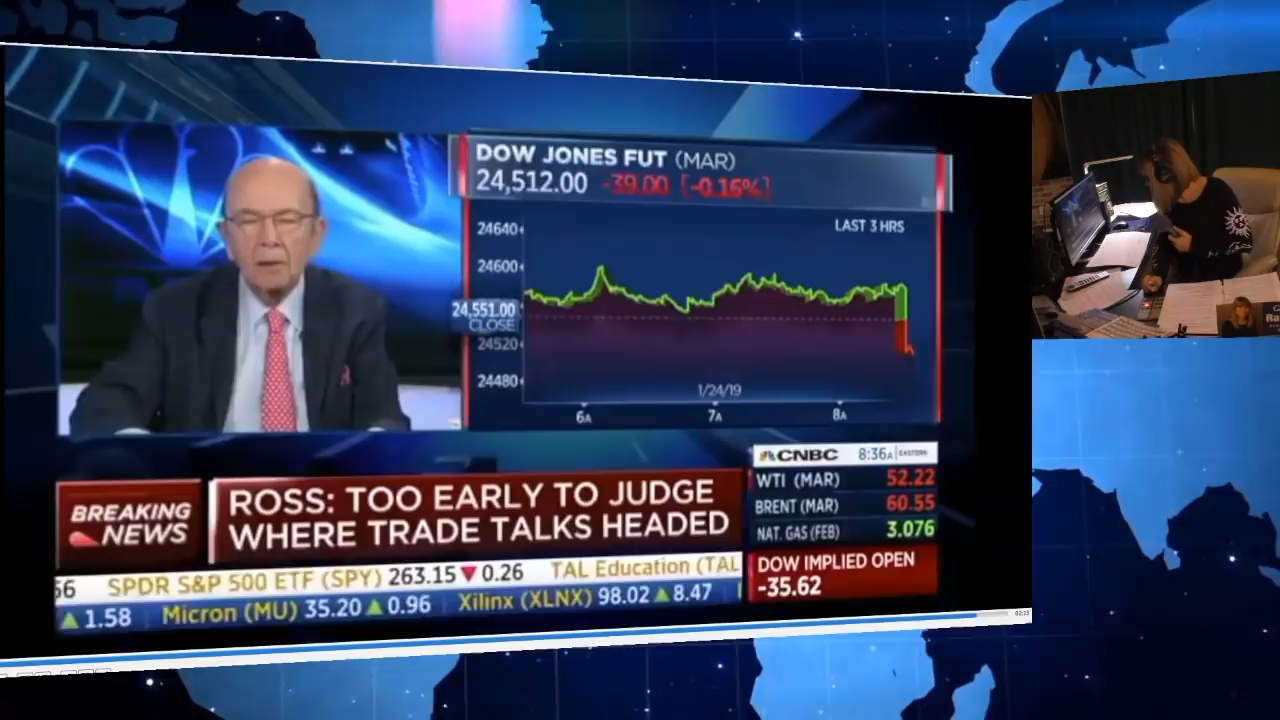 DOW JONES FUT (MAR)
24,512.00 -39.00 [-0.16%]
LAST 3 HRS
24640
24600
24,551.00
CLOSE
24520
24480
1/24/19
6A 7A 8A
BREAKING
NEWS
ROSS: TOO EARLY TO JUDGE
WHERE TRADE TALKS HEADED
CNBC 8:36A EASTERN
WTI (MAR) 52.22
BRENT (MAR) 60.55
NAT. GAS (FEB) 3.076
DOW IMPLIED OPEN
-35.62
56 SPDR S&P 500 ETF (SPY) 263.15 ▼ 0.26 TAL Education (TAL
▲ 1.58 Micron (MU) 35.20 ▲ 0.96 Xilinx (XLNX) 98.02 ▲ 8.47